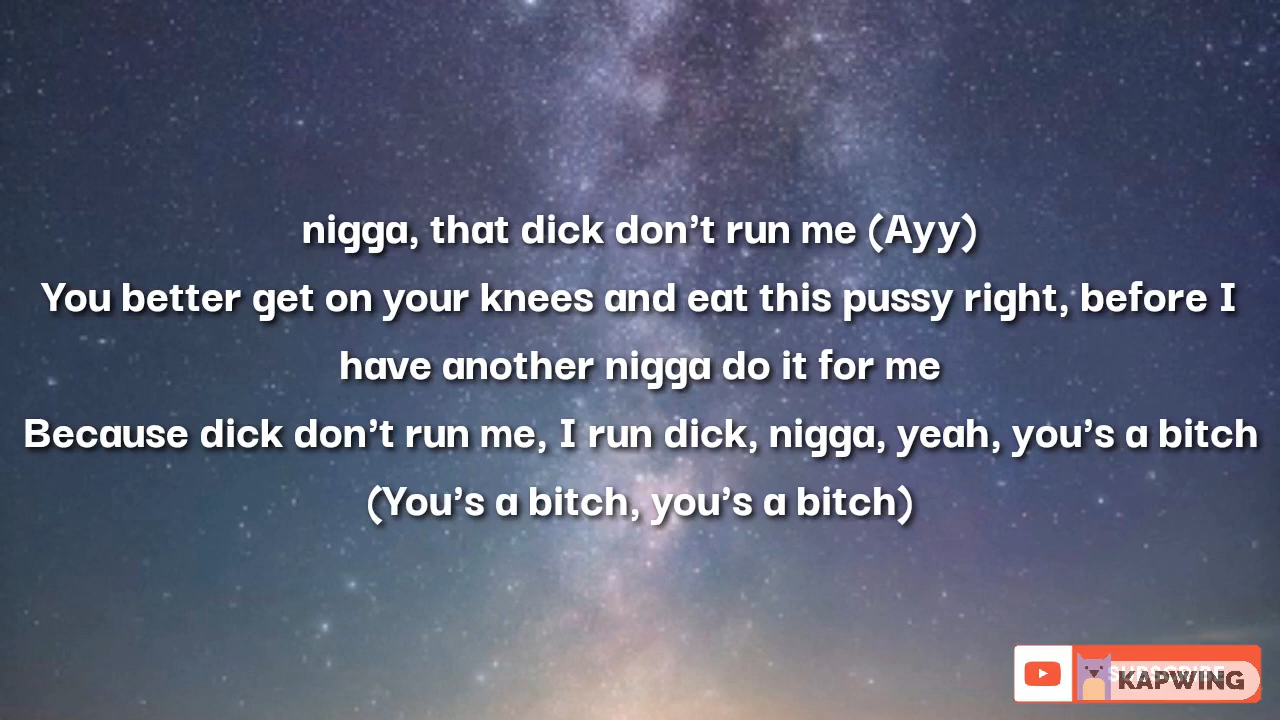 nigga, that dick don't run me (Ayy)
You better get on your knees and eat this pussy right, before I
have another nigga do it for me
Because dick don't run me, I run dick, nigga, yeah, you's a bitch
(You's a bitch, you's a bitch)
SUBSCRIBE
KAPWING